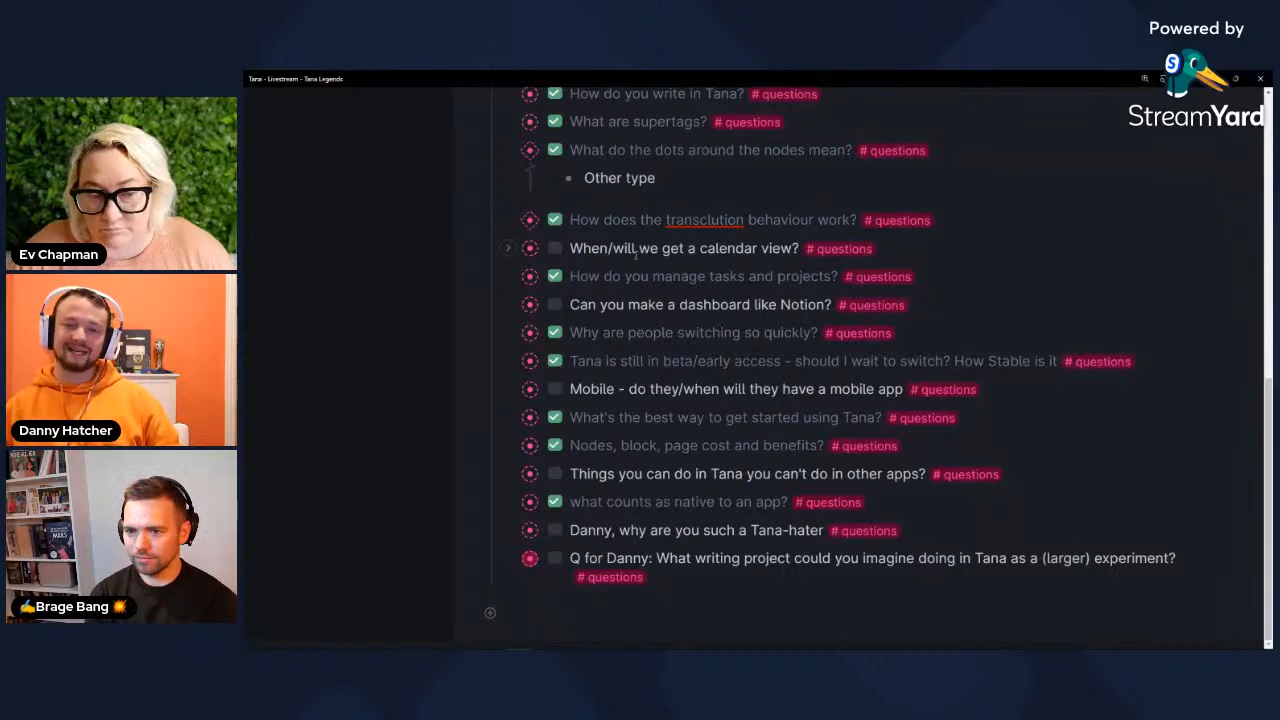 Powered by
StreamYard
Tana - Livestream - Tana Legends
How do you write in Tana? # questions
What are supertags? # questions
What do the dots around the nodes mean? # questions
Other type
How does the transclution behaviour work? # questions
When/will we get a calendar view? # questions
How do you manage tasks and projects? # questions
Can you make a dashboard like Notion? # questions
Why are people switching so quickly? # questions
Tana is still in beta/early access - should I wait to switch? How Stable is it # questions
Mobile - do they/when will they have a mobile app # questions
What's the best way to get started using Tana? # questions
Nodes, block, page cost and benefits? # questions
Things you can do in Tana you can't do in other apps? # questions
what counts as native to an app? # questions
Danny, why are you such a Tana-hater # questions
Q for Danny: What writing project could you imagine doing in Tana as a (larger) experiment?
# questions
Ev Chapman
Danny Hatcher
✍️Brage Bang 💥